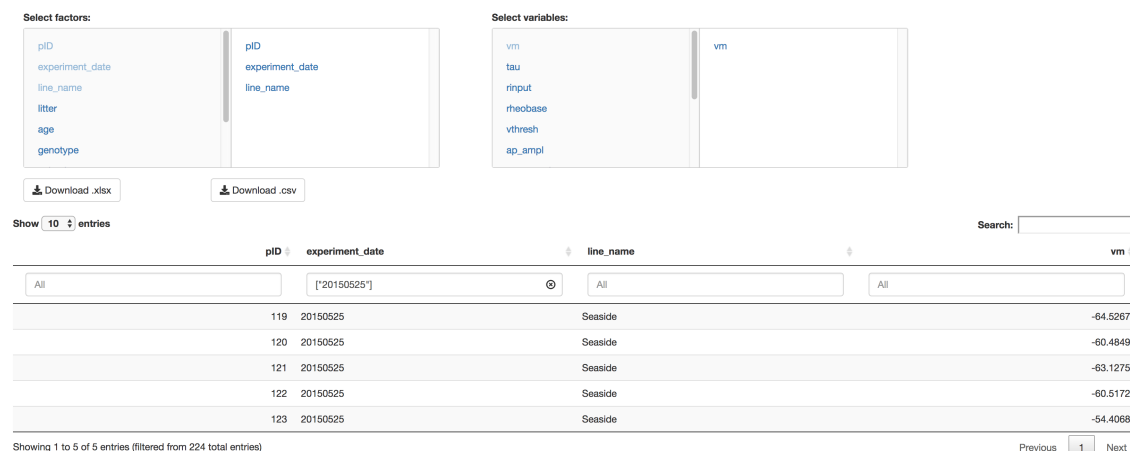 Select factors:
Select variables:
pID
experiment_date
line_name
litter
age
genotype
pID
experiment_date
line_name
vm
tau
rinput
rheobase
vthresh
ap_ampl
vm
Download .xlsx
Download .csv
Show 10 entries
Search:
pID experiment_date line_name vm
All ["20150525"] All All
119 20150525 Seaside -64.5267
120 20150525 Seaside -60.4849
121 20150525 Seaside -63.1275
122 20150525 Seaside -60.5172
123 20150525 Seaside -54.4068
Showing 1 to 5 of 5 entries (filtered from 224 total entries)
Previous 1 Next